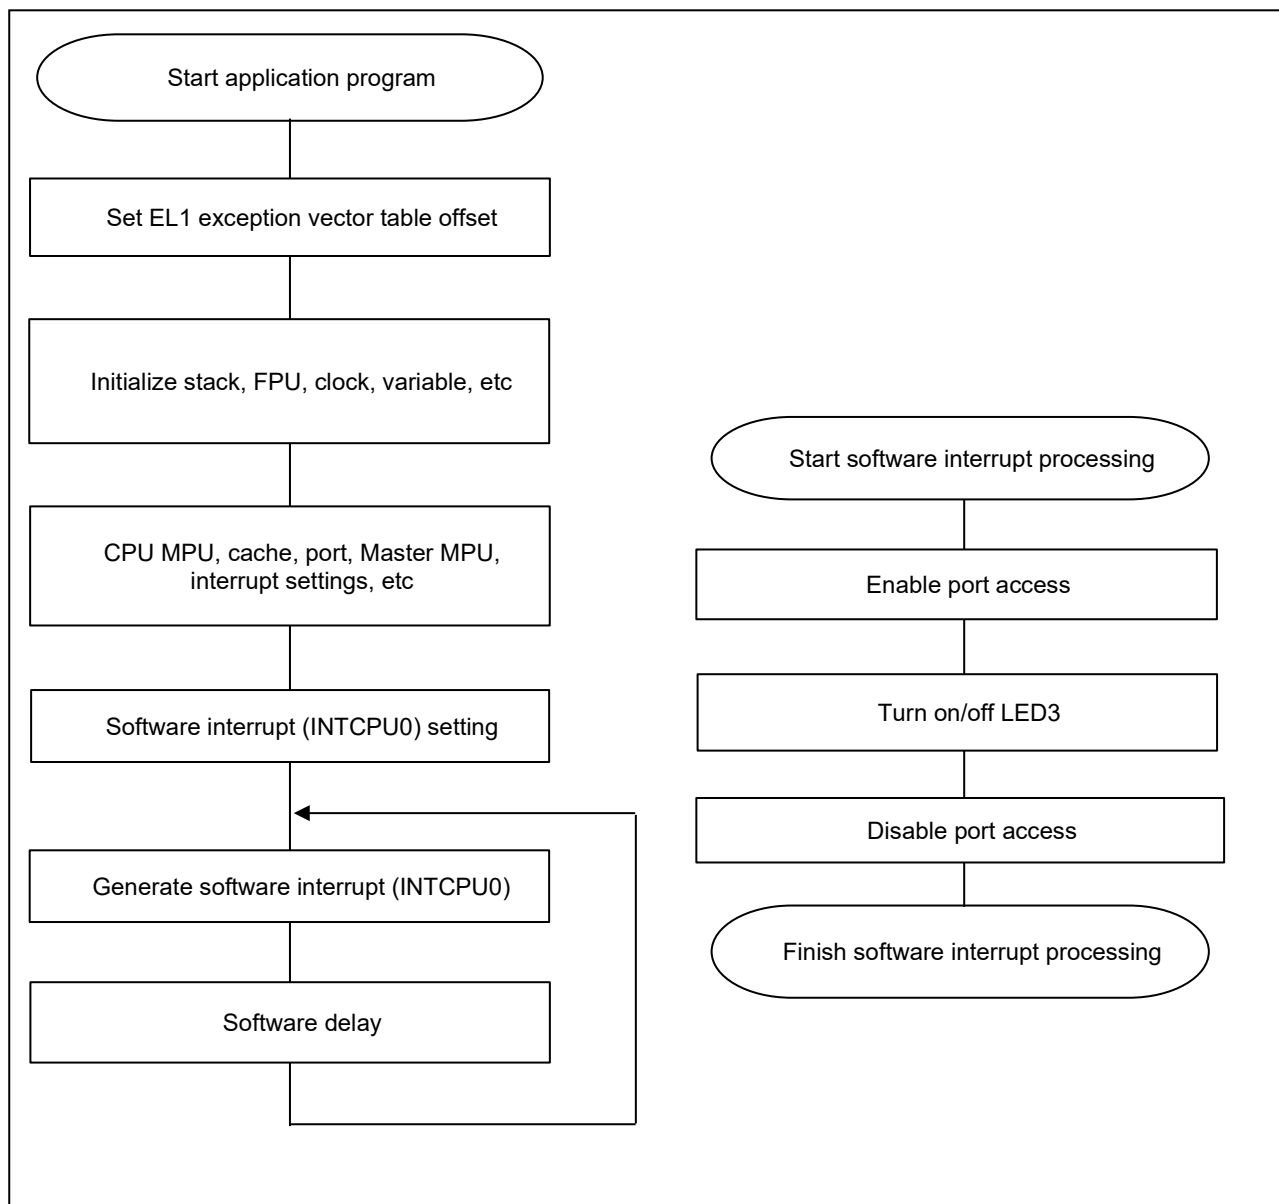 Start application program
Set EL1 exception vector table offset
Initialize stack, FPU, clock, variable, etc
CPU MPU, cache, port, Master MPU,
interrupt settings, etc
Software interrupt (INTCPU0) setting
Generate software interrupt (INTCPU0)
Software delay
Start software interrupt processing
Enable port access
Turn on/off LED3
Disable port access
Finish software interrupt processing